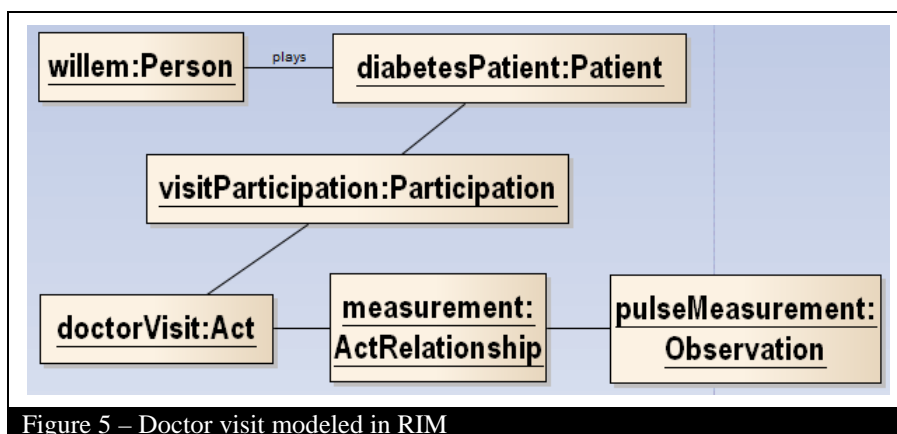 willem:Person
plays
diabetesPatient:Patient
visitParticipation:Participation
doctorVisit:Act
measurement:
ActRelationship
pulseMeasurement:
Observation
Figure 5 – Doctor visit modeled in RIM